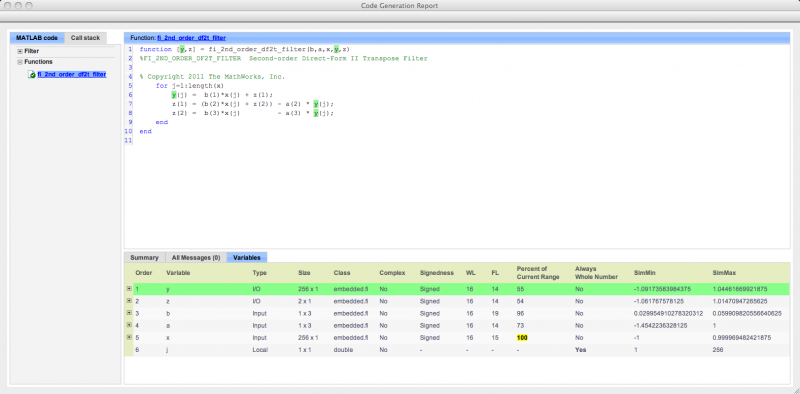 Code Generation Report
MATLAB code Call stack
Filter
Functions
fi_2nd_order_df2t_filter
Function: fi_2nd_order_df2t_filter
1 function [y,z] = fi_2nd_order_df2t_filter(b,a,x,y,z)
2 %FI_2ND_ORDER_DF2T_FILTER Second-order Direct-Form II Transpose Filter
3
4 % Copyright 2011 The MathWorks, Inc.
5 for j=1:length(x)
6 y(j) = b(1)*x(j) + z(1);
7 z(1) = (b(2)*x(j) + z(2)) - a(2) * y(j);
8 z(2) = b(3)*x(j) - a(3) * y(j);
9 end
10 end
11
Summary All Messages (0) Variables
Order Variable Type Size Class Complex Signedness WL FL Percent of Current Range Always Whole Number SimMin SimMax
1 y I/O 256 x 1 embedded.fi No Signed 16 14 55 No -1.09173583984375 1.04461669921875
2 z I/O 2 x 1 embedded.fi No Signed 16 14 54 No -1.061767578125 1.01470947265625
3 b Input 1 x 3 embedded.fi No Signed 16 19 96 No 0.029954910278320312 0.059909820556640625
4 a Input 1 x 3 embedded.fi No Signed 16 14 73 No -1.4542236328125 1
5 x Input 256 x 1 embedded.fi No Signed 16 15 100 No -1 0.999969482421875
6 j Local 1 x 1 double No - - - - Yes 1 256